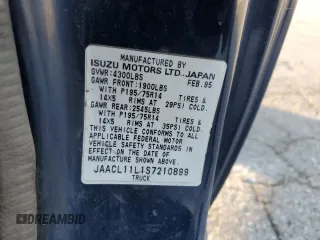 MANUFACTURED BY
ISUZU MOTORS LTD., JAPAN
GVWR:4300LBS FEB.95
GAWR FRONT:1900LBS
WITH P195/75R14 TIRES &
14X5 RIMS AT 29PSI COLD
GAWR REAR:2545LBS
WITH P195/75R14 TIRES &
14X5 RIMS AT 35PSI COLD
THIS VEHICLE CONFORMS TO ALL
APPLICABLE FEDERAL MOTOR
VEHICLE SAFETY STANDARDS
IN EFFECT ON THE DATE OF
MANUFACTURE SHOWN ABOVE.
JAACL11L1S7210899
TRUCK
DREAMBID